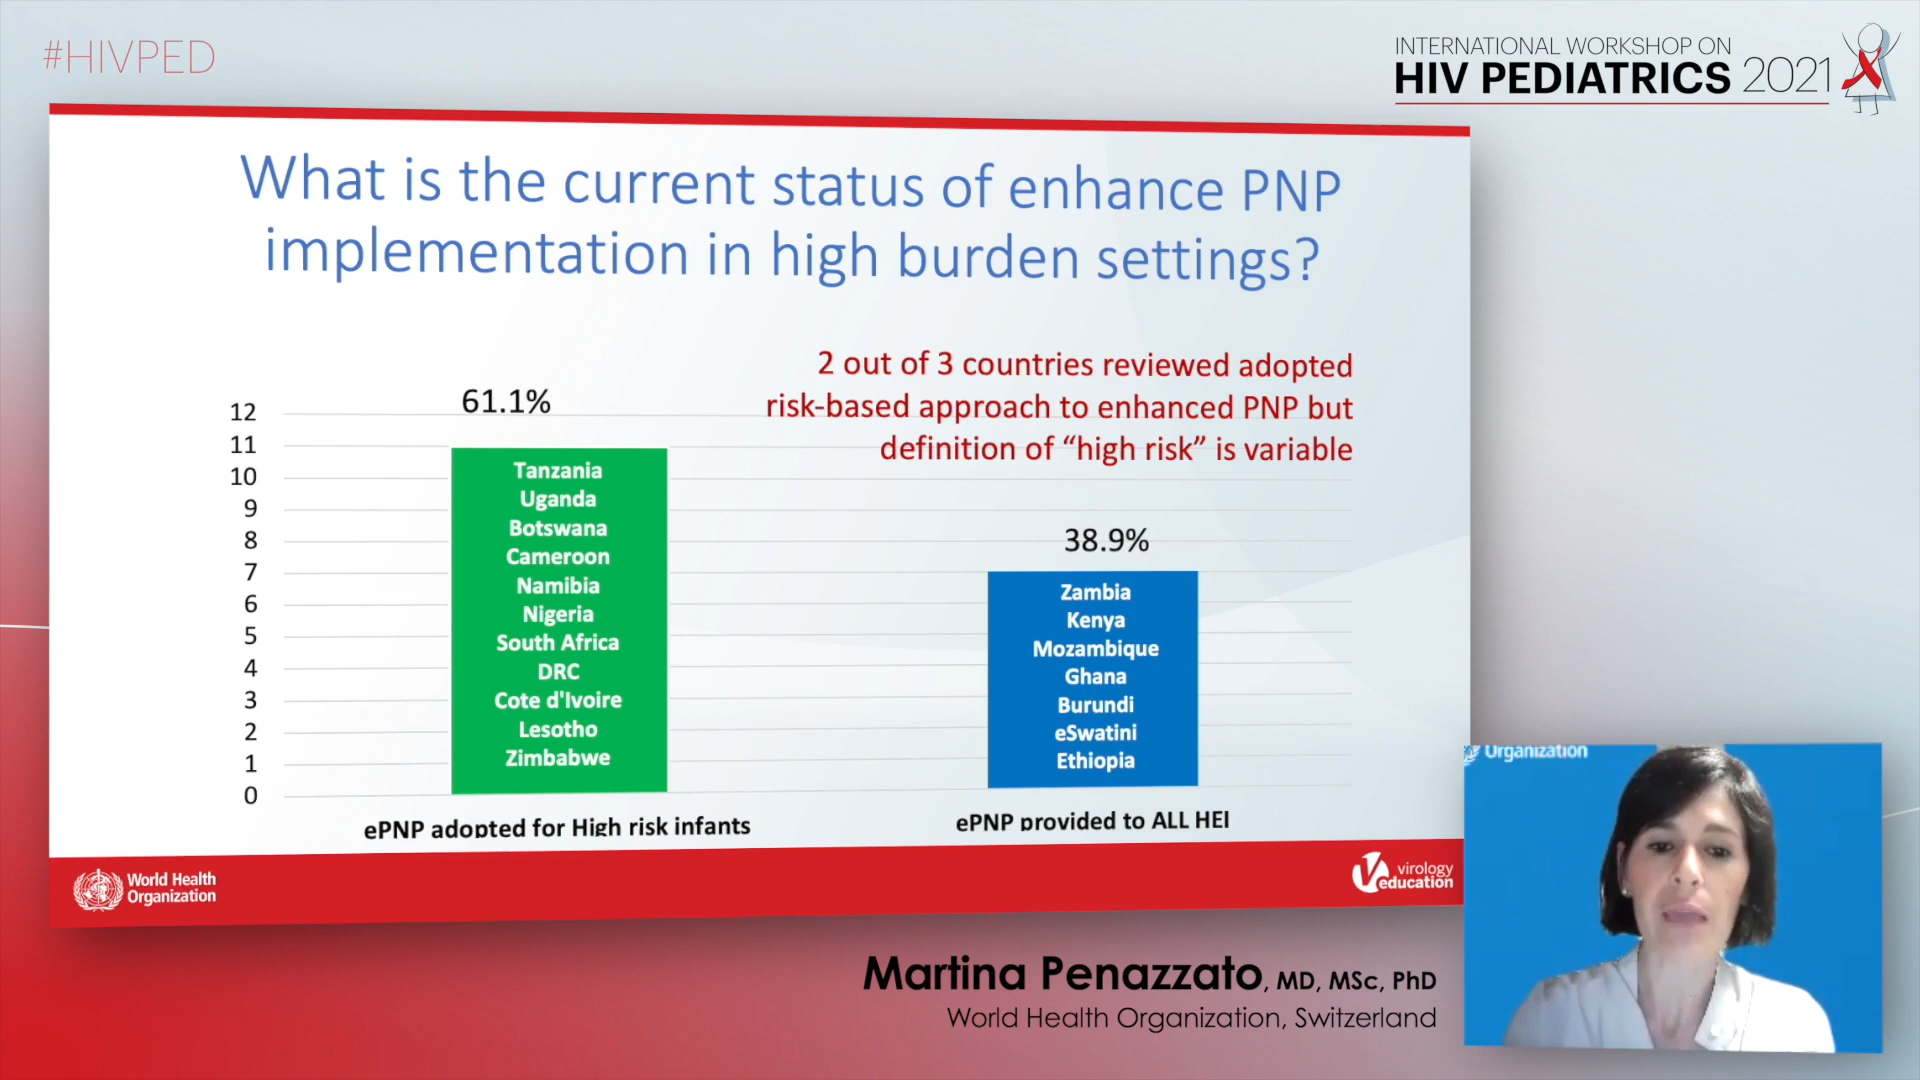 #HIVPED
INTERNATIONAL WORKSHOP ON
HIV PEDIATRICS 2021
What is the current status of enhance PNP
implementation in high burden settings?
2 out of 3 countries reviewed adopted
risk-based approach to enhanced PNP but
definition of “high risk” is variable
61.1%
38.9%
12
11
10
9
8
7
6
5
4
3
2
1
0
Tanzania
Uganda
Botswana
Cameroon
Namibia
Nigeria
South Africa
DRC
Cote d'Ivoire
Lesotho
Zimbabwe
Zambia
Kenya
Mozambique
Ghana
Burundi
eSwatini
Ethiopia
ePNP adopted for High risk infants
ePNP provided to ALL HEI
World Health
Organization
virology
education
Organization
Martina Penazzato, MD, MSc, PhD
World Health Organization, Switzerland